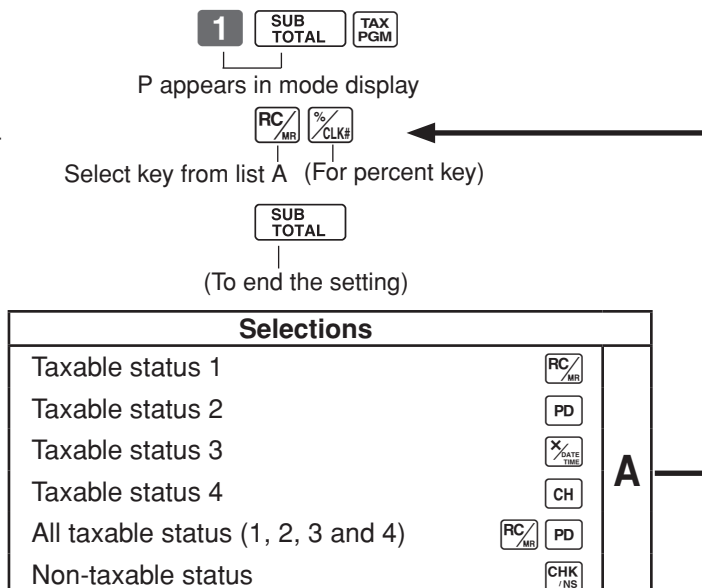 1 SUB TOTAL TAX PGM
P appears in mode display
RC/MR %/CLK#
Select key from list A (For percent key)
SUB TOTAL
(To end the setting)
Selections
Taxable status 1 RC/MR
Taxable status 2 PD
Taxable status 3 ×/DATE TIME
Taxable status 4 CH
All taxable status (1, 2, 3 and 4) RC/MR PD
Non-taxable status CHK/NS
A